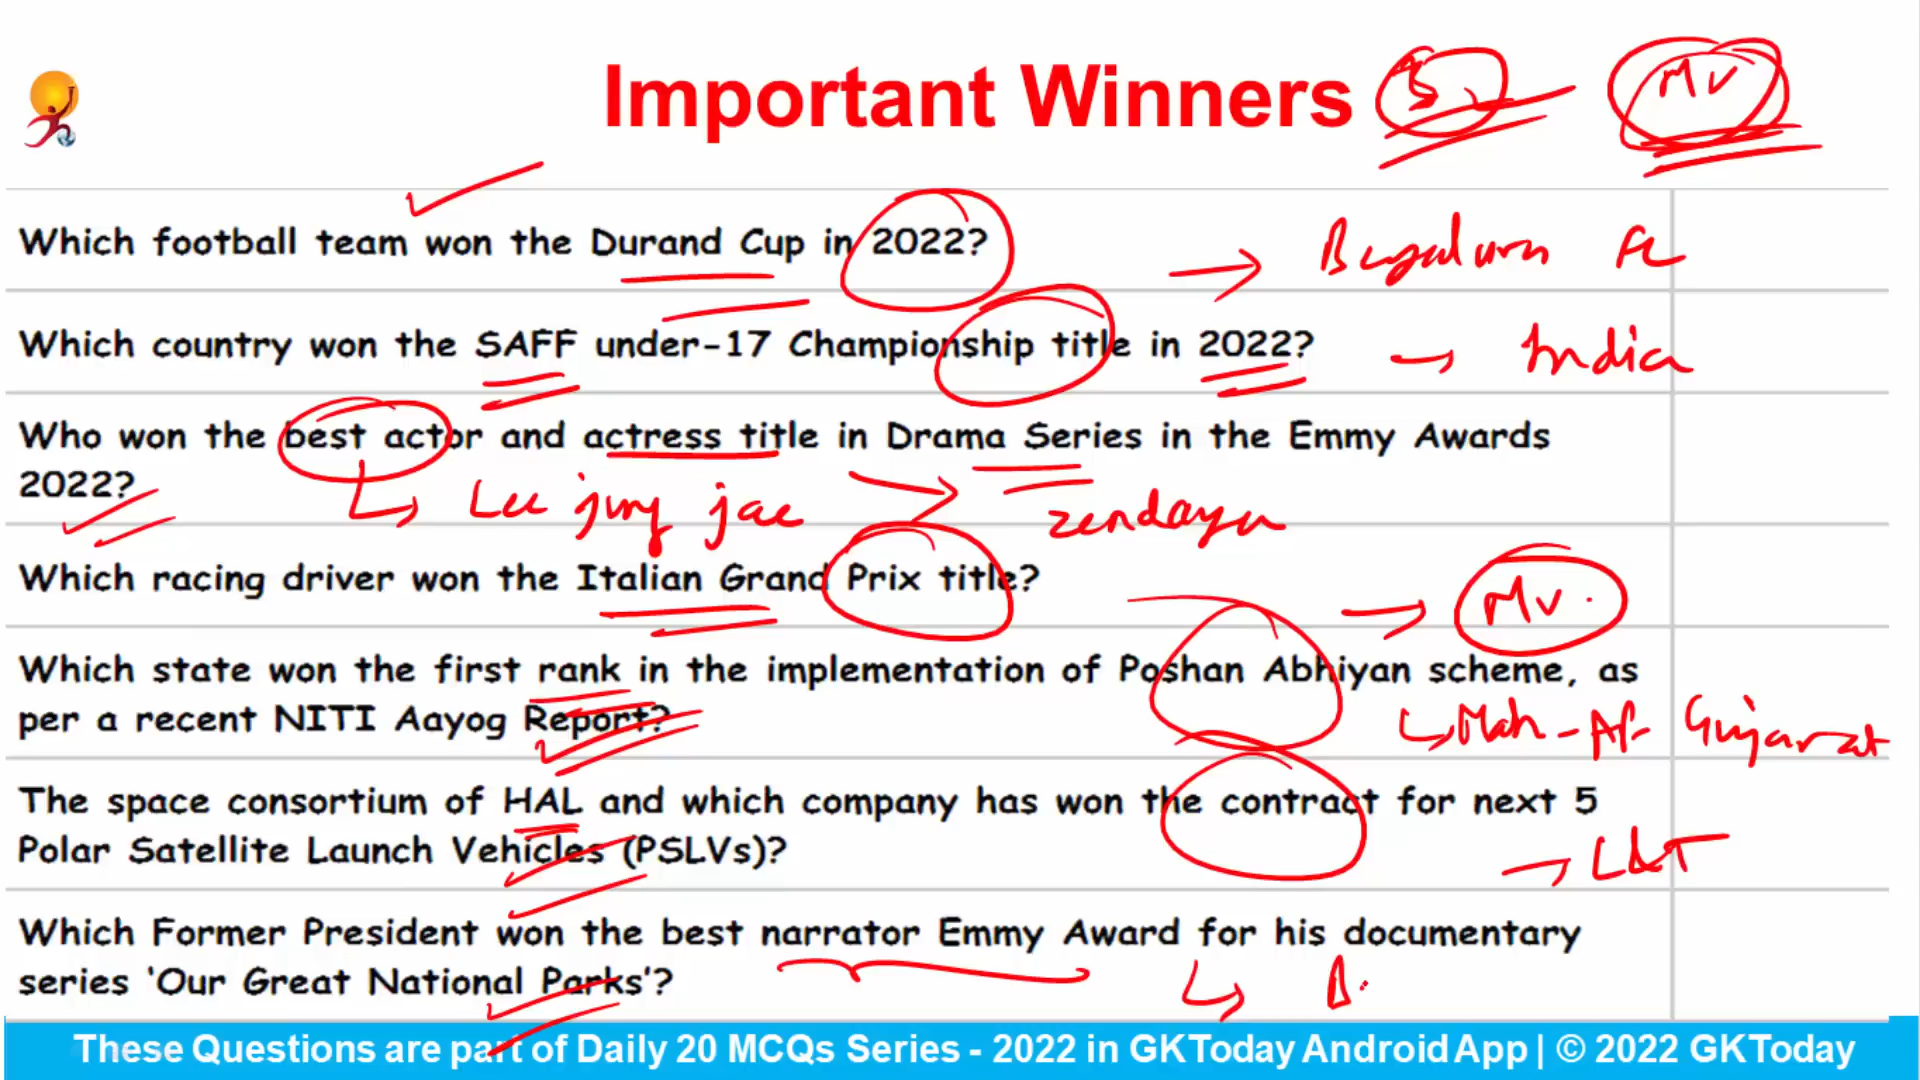 Important Winners S MV
Which football team won the Durand Cup in 2022? → Bengaluru FC
Which country won the SAFF under-17 Championship title in 2022? → India
Who won the best actor and actress title in Drama Series in the Emmy Awards
2022? Lee jung jae → zendaya
Which racing driver won the Italian Grand Prix title? → MV.
Which state won the first rank in the implementation of Poshan Abhiyan scheme, as
per a recent NITI Aayog Report? Mah - AP - Gujarat
The space consortium of HAL and which company has won the contract for next 5
Polar Satellite Launch Vehicles (PSLVs)? → L&T
Which Former President won the best narrator Emmy Award for his documentary
series ‘Our Great National Parks’? B.
These Questions are part of Daily 20 MCQs Series - 2022 in GKToday Android App | © 2022 GKToday